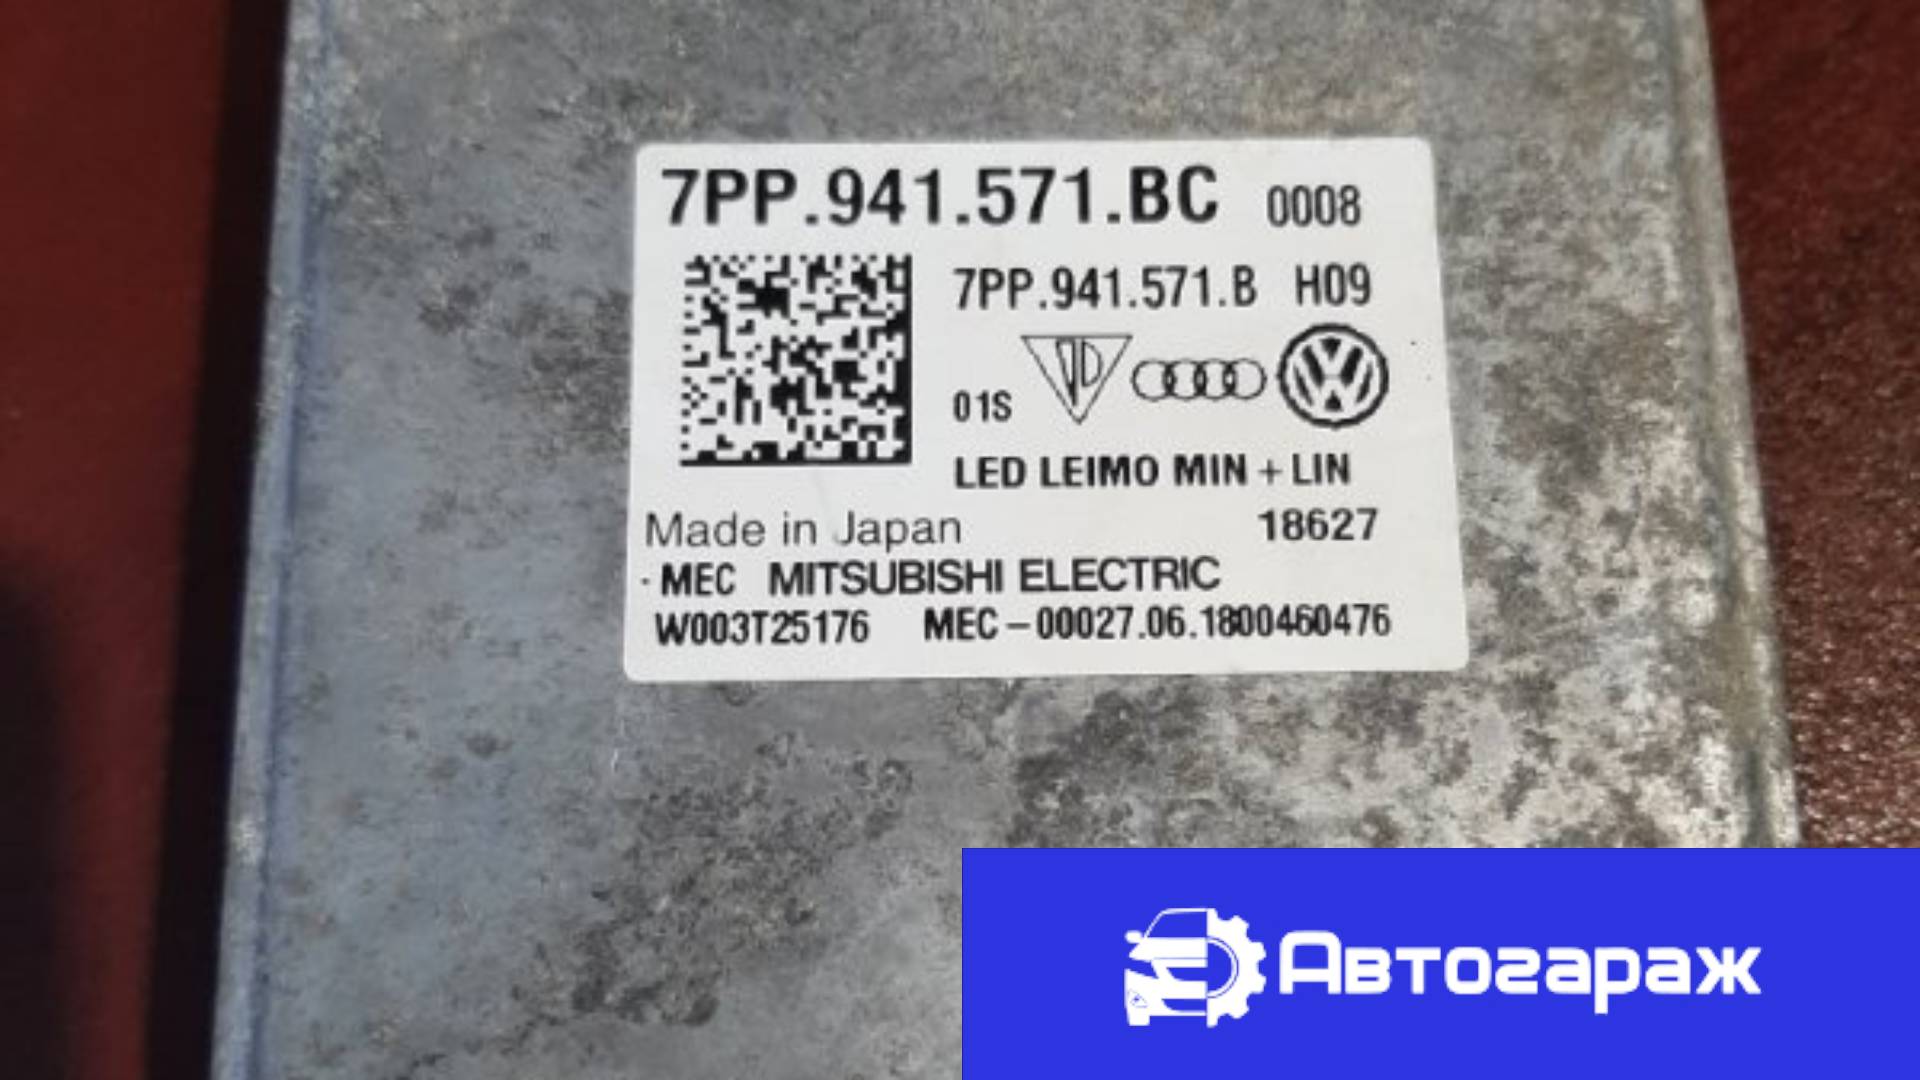 7PP.941.571.BC 0008
7PP.941.571.B H09
01S
LED LEIMO MIN + LIN
Made in Japan 18627
MEC MITSUBISHI ELECTRIC
W003T25176 MEC-00027.06.1800460476
Автогараж